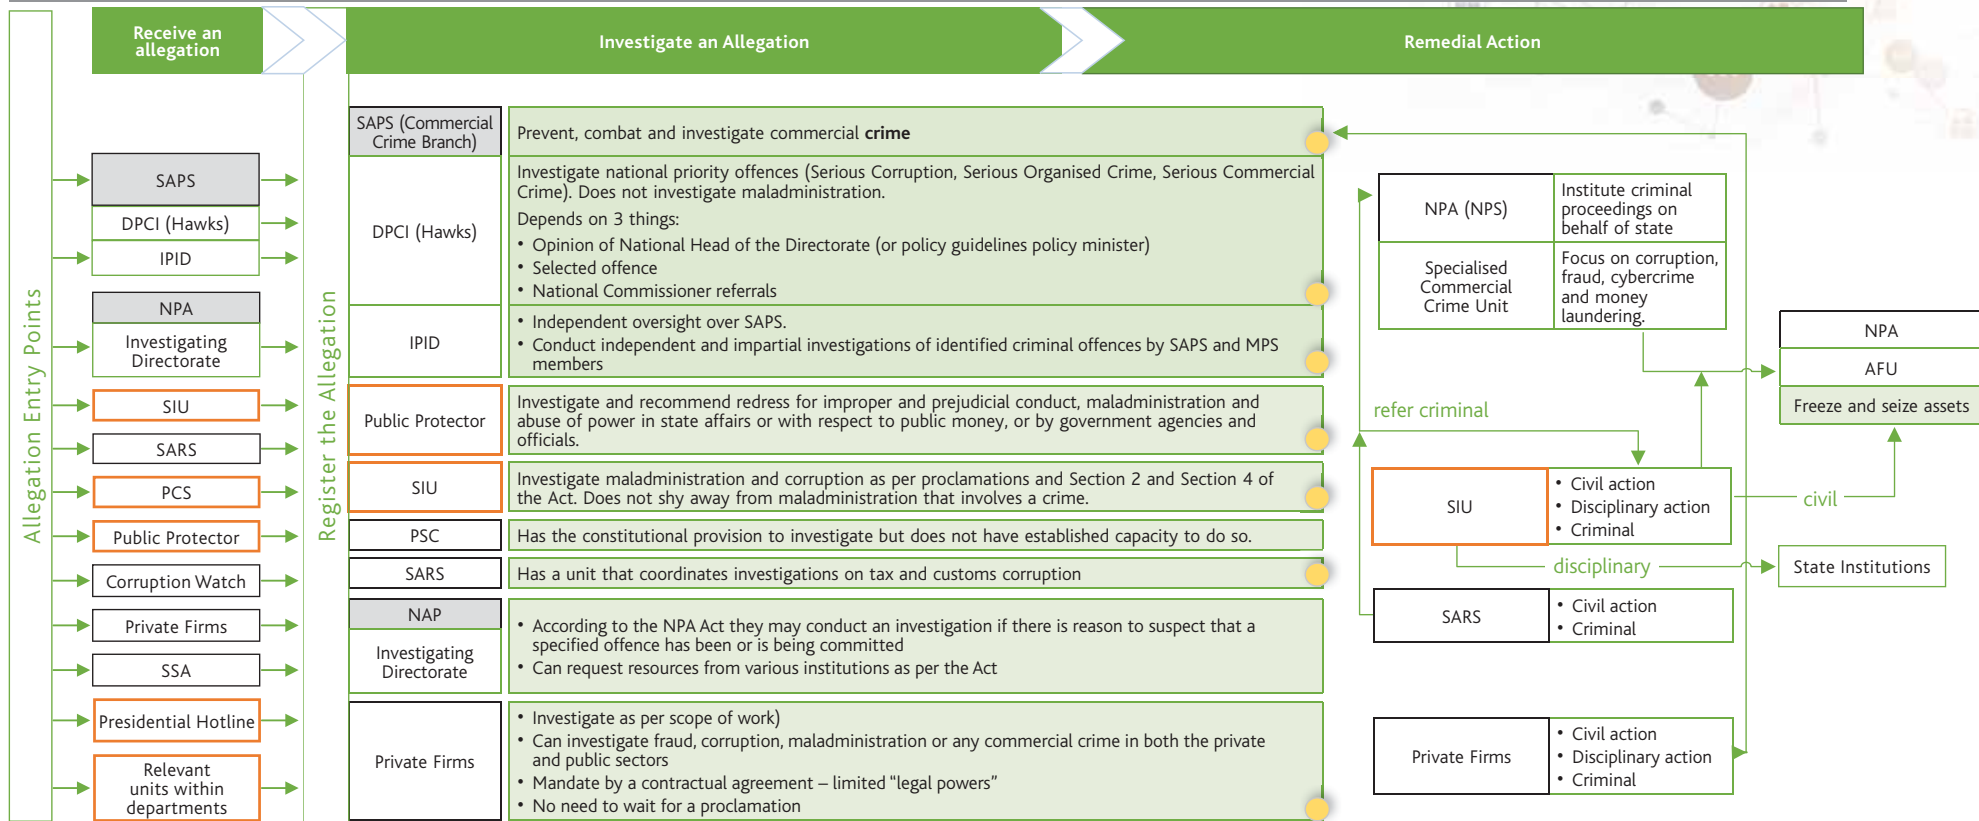 Receive an
allegation
Investigate an Allegation
Remedial Action
Allegation Entry Points
SAPS
DPCI (Hawks)
IPID
NPA
Investigating
Directorate
SIU
SARS
PCS
Public Protector
Corruption Watch
Private Firms
SSA
Presidential Hotline
Relevant
units within
departments
Register the Allegation
SAPS (Commercial
Crime Branch)
Prevent, combat and investigate commercial crime
DPCI (Hawks)
Investigate national priority offences (Serious Corruption, Serious Organised Crime, Serious Commercial
Crime). Does not investigate maladministration.
Depends on 3 things:
• Opinion of National Head of the Directorate (or policy guidelines policy minister)
• Selected offence
• National Commissioner referrals
IPID
• Independent oversight over SAPS.
• Conduct independent and impartial investigations of identified criminal offences by SAPS and MPS
members
Public Protector
Investigate and recommend redress for improper and prejudicial conduct, maladministration and
abuse of power in state affairs or with respect to public money, or by government agencies and
officials.
SIU
Investigate maladministration and corruption as per proclamations and Section 2 and Section 4 of
the Act. Does not shy away from maladministration that involves a crime.
PSC
Has the constitutional provision to investigate but does not have established capacity to do so.
SARS
Has a unit that coordinates investigations on tax and customs corruption
NAP
Investigating
Directorate
• According to the NPA Act they may conduct an investigation if there is reason to suspect that a
specified offence has been or is being committed
• Can request resources from various institutions as per the Act
Private Firms
• Investigate as per scope of work)
• Can investigate fraud, corruption, maladministration or any commercial crime in both the private
and public sectors
• Mandate by a contractual agreement – limited “legal powers”
• No need to wait for a proclamation
NPA (NPS)
Institute criminal
proceedings on
behalf of state
Specialised
Commercial
Crime Unit
Focus on corruption,
fraud, cybercrime
and money
laundering.
NPA
AFU
Freeze and seize assets
refer criminal
SIU
• Civil action
• Disciplinary action
• Criminal
civil
disciplinary
State Institutions
SARS
• Civil action
• Criminal
Private Firms
• Civil action
• Disciplinary action
• Criminal